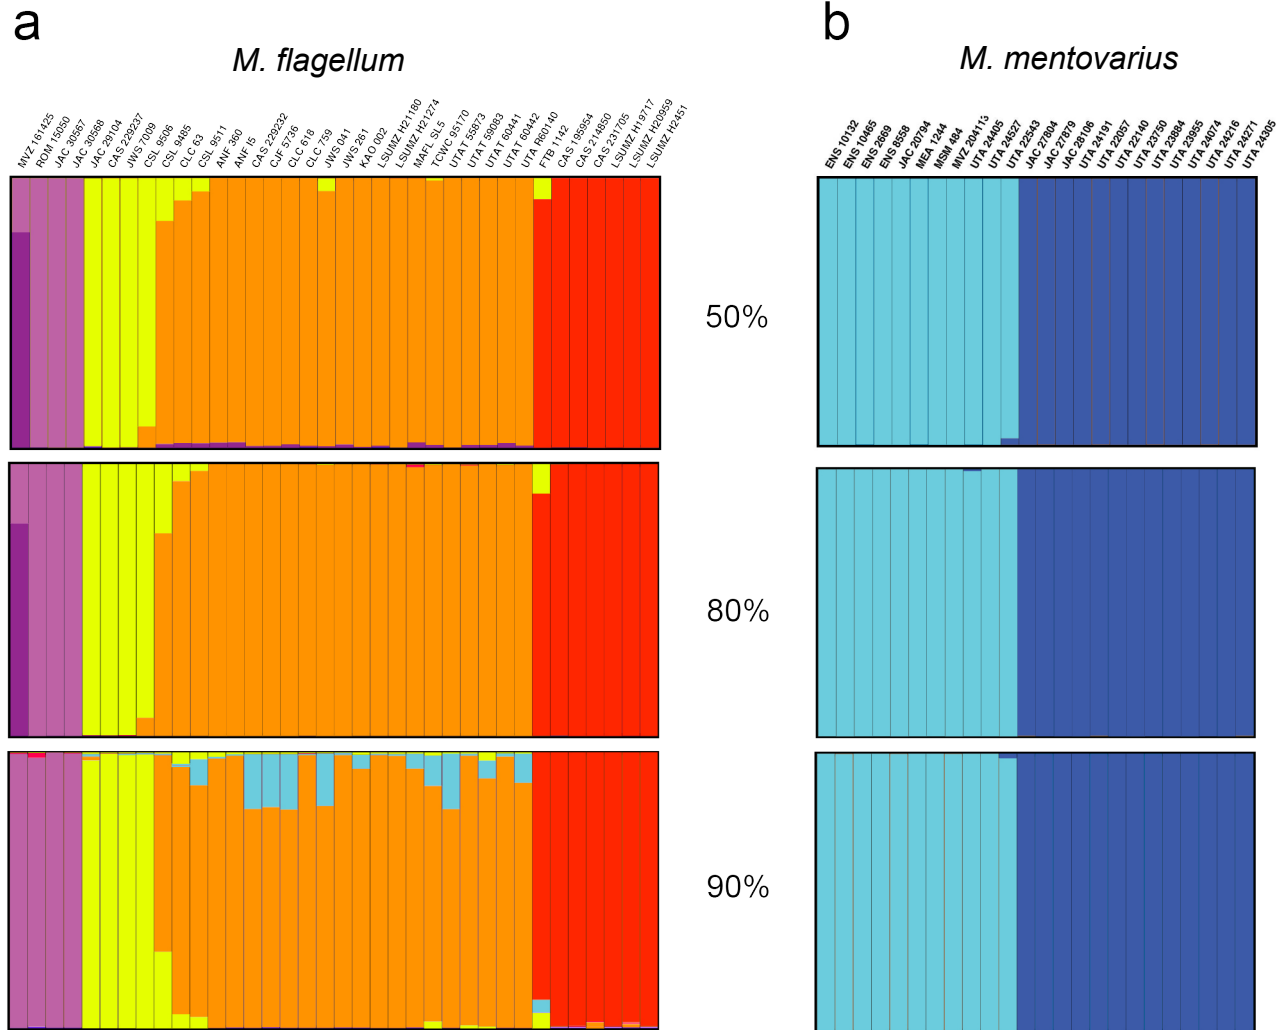 a
M. flagellum
MVZ 161425
ROM 15050
JAC 30567
JAC 30568
JAC 29104
CAS 229237
JWS 7009
CSL 9506
CSL 9485
CLC 63
CSL 9511
ANF 360
ANF I5
CAS 229232
CJF 5736
CLC 618
CLC 759
JWS 041
JWS 261
KAO 002
LSUMZ H21180
LSUMZ H21274
MAFL SL5
TCWC 95170
UTAT 55873
UTAT 59083
UTAT 60441
UTAT 60442
UTA R60140
FTB 1142
CAS 195954
CAS 214850
CAS 231705
LSUMZ H19717
LSUMZ H20959
LSUMZ H2451
b
M. mentovarius
ENS 10132
ENS 10465
ENS 2669
ENS 8558
JAC 20794
MEA 1244
MSM 484
MVZ 204113
UTA 24405
UTA 24527
UTA 22543
JAC 27804
JAC 27879
JAC 28106
UTA 24191
UTA 22057
UTA 22140
UTA 23750
UTA 23884
UTA 23955
UTA 24074
UTA 24216
UTA 24271
UTA 24305
50%
80%
90%